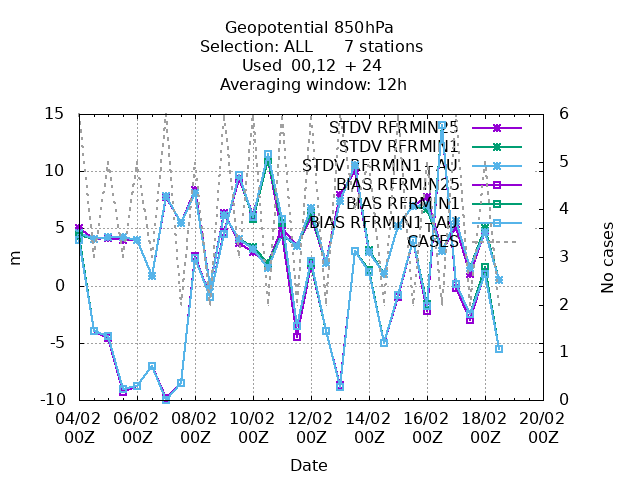 Geopotential 850hPa
Selection: ALL 7 stations
Used 00,12 + 24
Averaging window: 12h
15
10
5
0
-5
-10
m
6
5
4
3
2
1
0
No cases
STDV RFRMIN25
STDV RFRMIN1
STDV RFRMIN1_AU
BIAS RFRMIN25
BIAS RFRMIN1
BIAS RFRMIN1_AU
CASES
04/02 06/02 08/02 10/02 12/02 14/02 16/02 18/02 20/02
00Z 00Z 00Z 00Z 00Z 00Z 00Z 00Z 00Z
Date